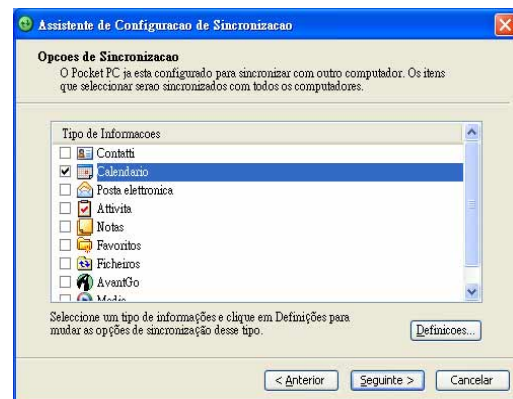 Assistente de Configuracao de Sincronizacao
Opcoes de Sincronizacao
O Pocket PC ja esta configurado para sincronizar com outro computador. Os itens
que seleccionar serao sincronizados com todos os computadores.
Tipo de Informacoes
Contatti
Calendario
Posta elettronica
Attivita
Notas
Favoritos
Ficheiros
AvantGo
Media
Seleccione um tipo de informações e clique em Definições para
mudar as opções de sincronização desse tipo.
Definicoes...
< Anterior
Seguinte >
Cancelar